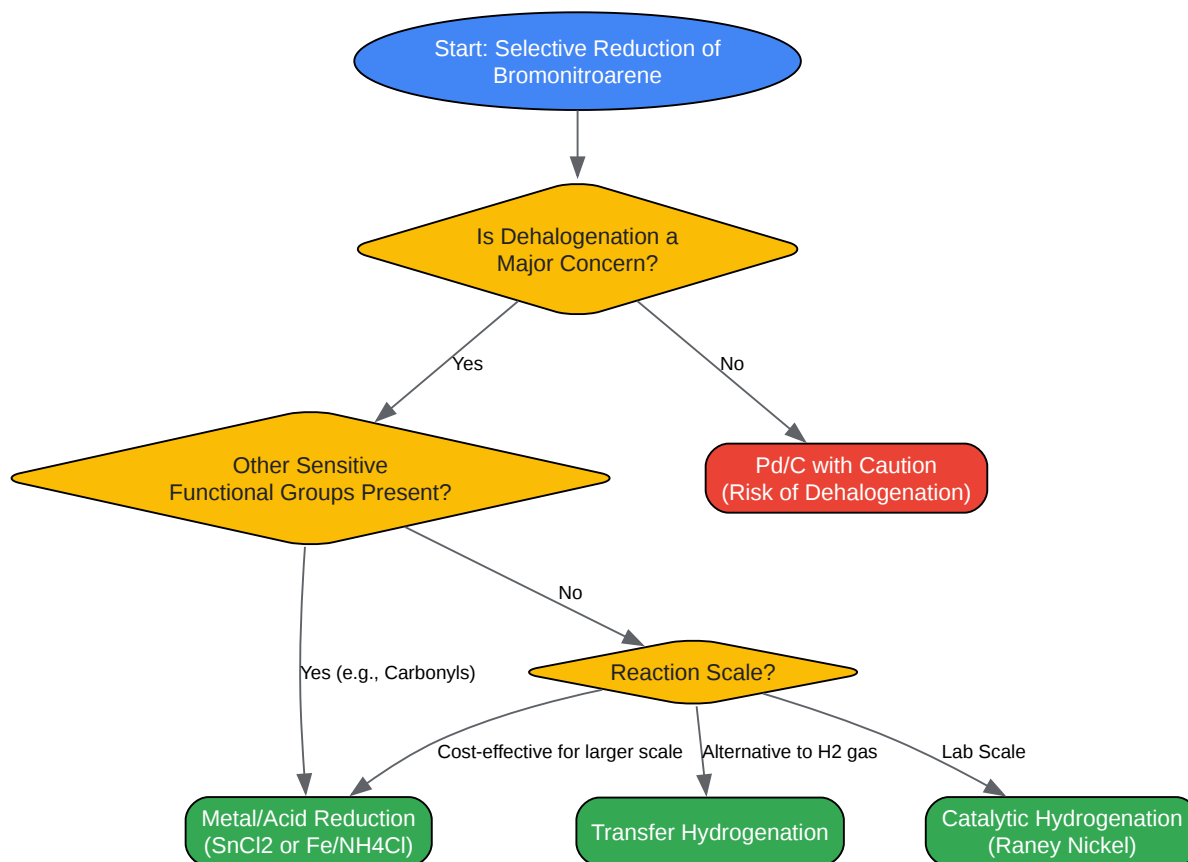 Start: Selective Reduction of
Bromonitroarene
Is Dehalogenation a
Major Concern?
Yes
No
Other Sensitive
Functional Groups Present?
Pd/C with Caution
(Risk of Dehalogenation)
No
Yes (e.g., Carbonyls)
Reaction Scale?
Cost-effective for larger scale
Alternative to H2 gas
Lab Scale
Metal/Acid Reduction
(SnCl2 or Fe/NH4Cl)
Transfer Hydrogenation
Catalytic Hydrogenation
(Raney Nickel)